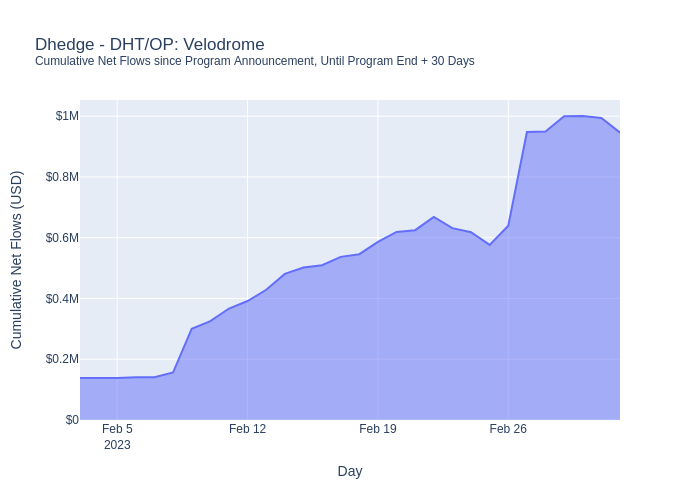 Dhedge - DHT/OP: Velodrome
Cumulative Net Flows since Program Announcement, Until Program End + 30 Days
Cumulative Net Flows (USD)
$1M
$0.8M
$0.6M
$0.4M
$0.2M
$0
Feb 5
2023
Feb 12
Feb 19
Feb 26
Day